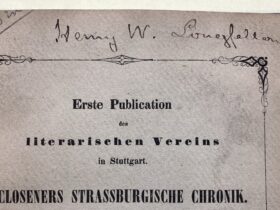 Henry W. Longfellow
Erste Publication
des
literarischen Vereins
in Stuttgart.
CLOSENERS STRASSBURGISCHE CHRONIK.